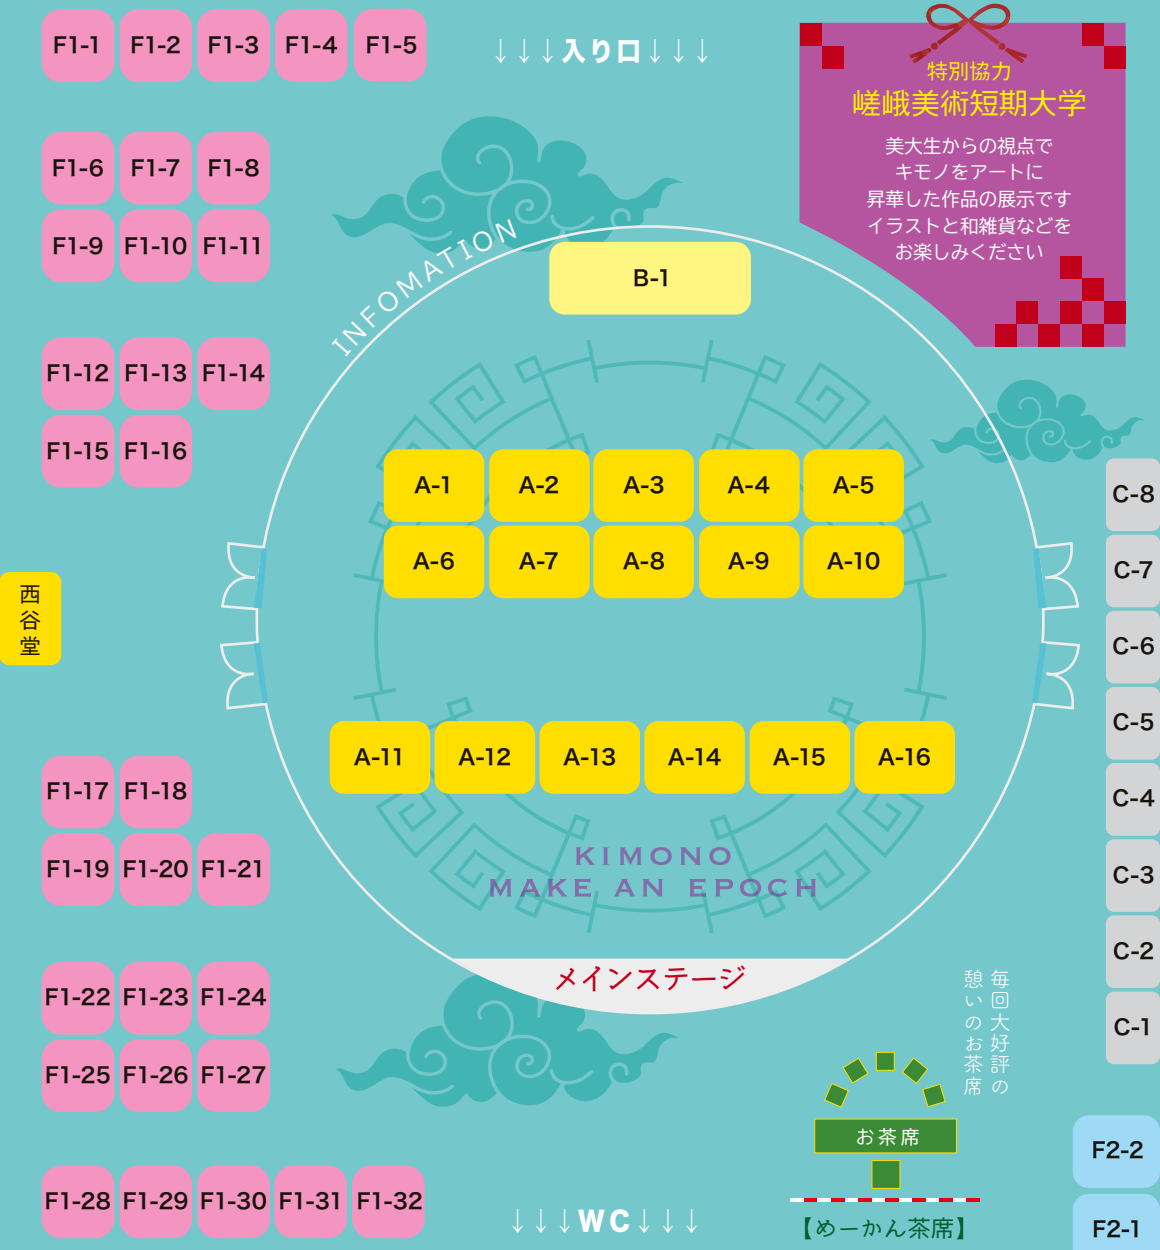 F1-1 F1-2 F1-3 F1-4 F1-5
↓↓↓入り口↓↓↓
特別協力
嵯峨美術短期大学
美大生からの視点で
キモノをアートに
昇華した作品の展示です
イラストと和雑貨などを
お楽しみください
F1-6 F1-7 F1-8
F1-9 F1-10 F1-11
INFOMATION
B-1
F1-12 F1-13 F1-14
F1-15 F1-16
A-1 A-2 A-3 A-4 A-5
A-6 A-7 A-8 A-9 A-10
C-8
C-7
C-6
C-5
C-4
C-3
C-2
C-1
西谷堂
A-11 A-12 A-13 A-14 A-15 A-16
F1-17 F1-18
F1-19 F1-20 F1-21
KIMONO
MAKE AN EPOCH
メインステージ
F1-22 F1-23 F1-24
F1-25 F1-26 F1-27
毎回大好評の
憩いのお茶席
お茶席
【めーかん茶席】
F2-2
F2-1
F1-28 F1-29 F1-30 F1-31 F1-32
↓↓↓WC↓↓↓